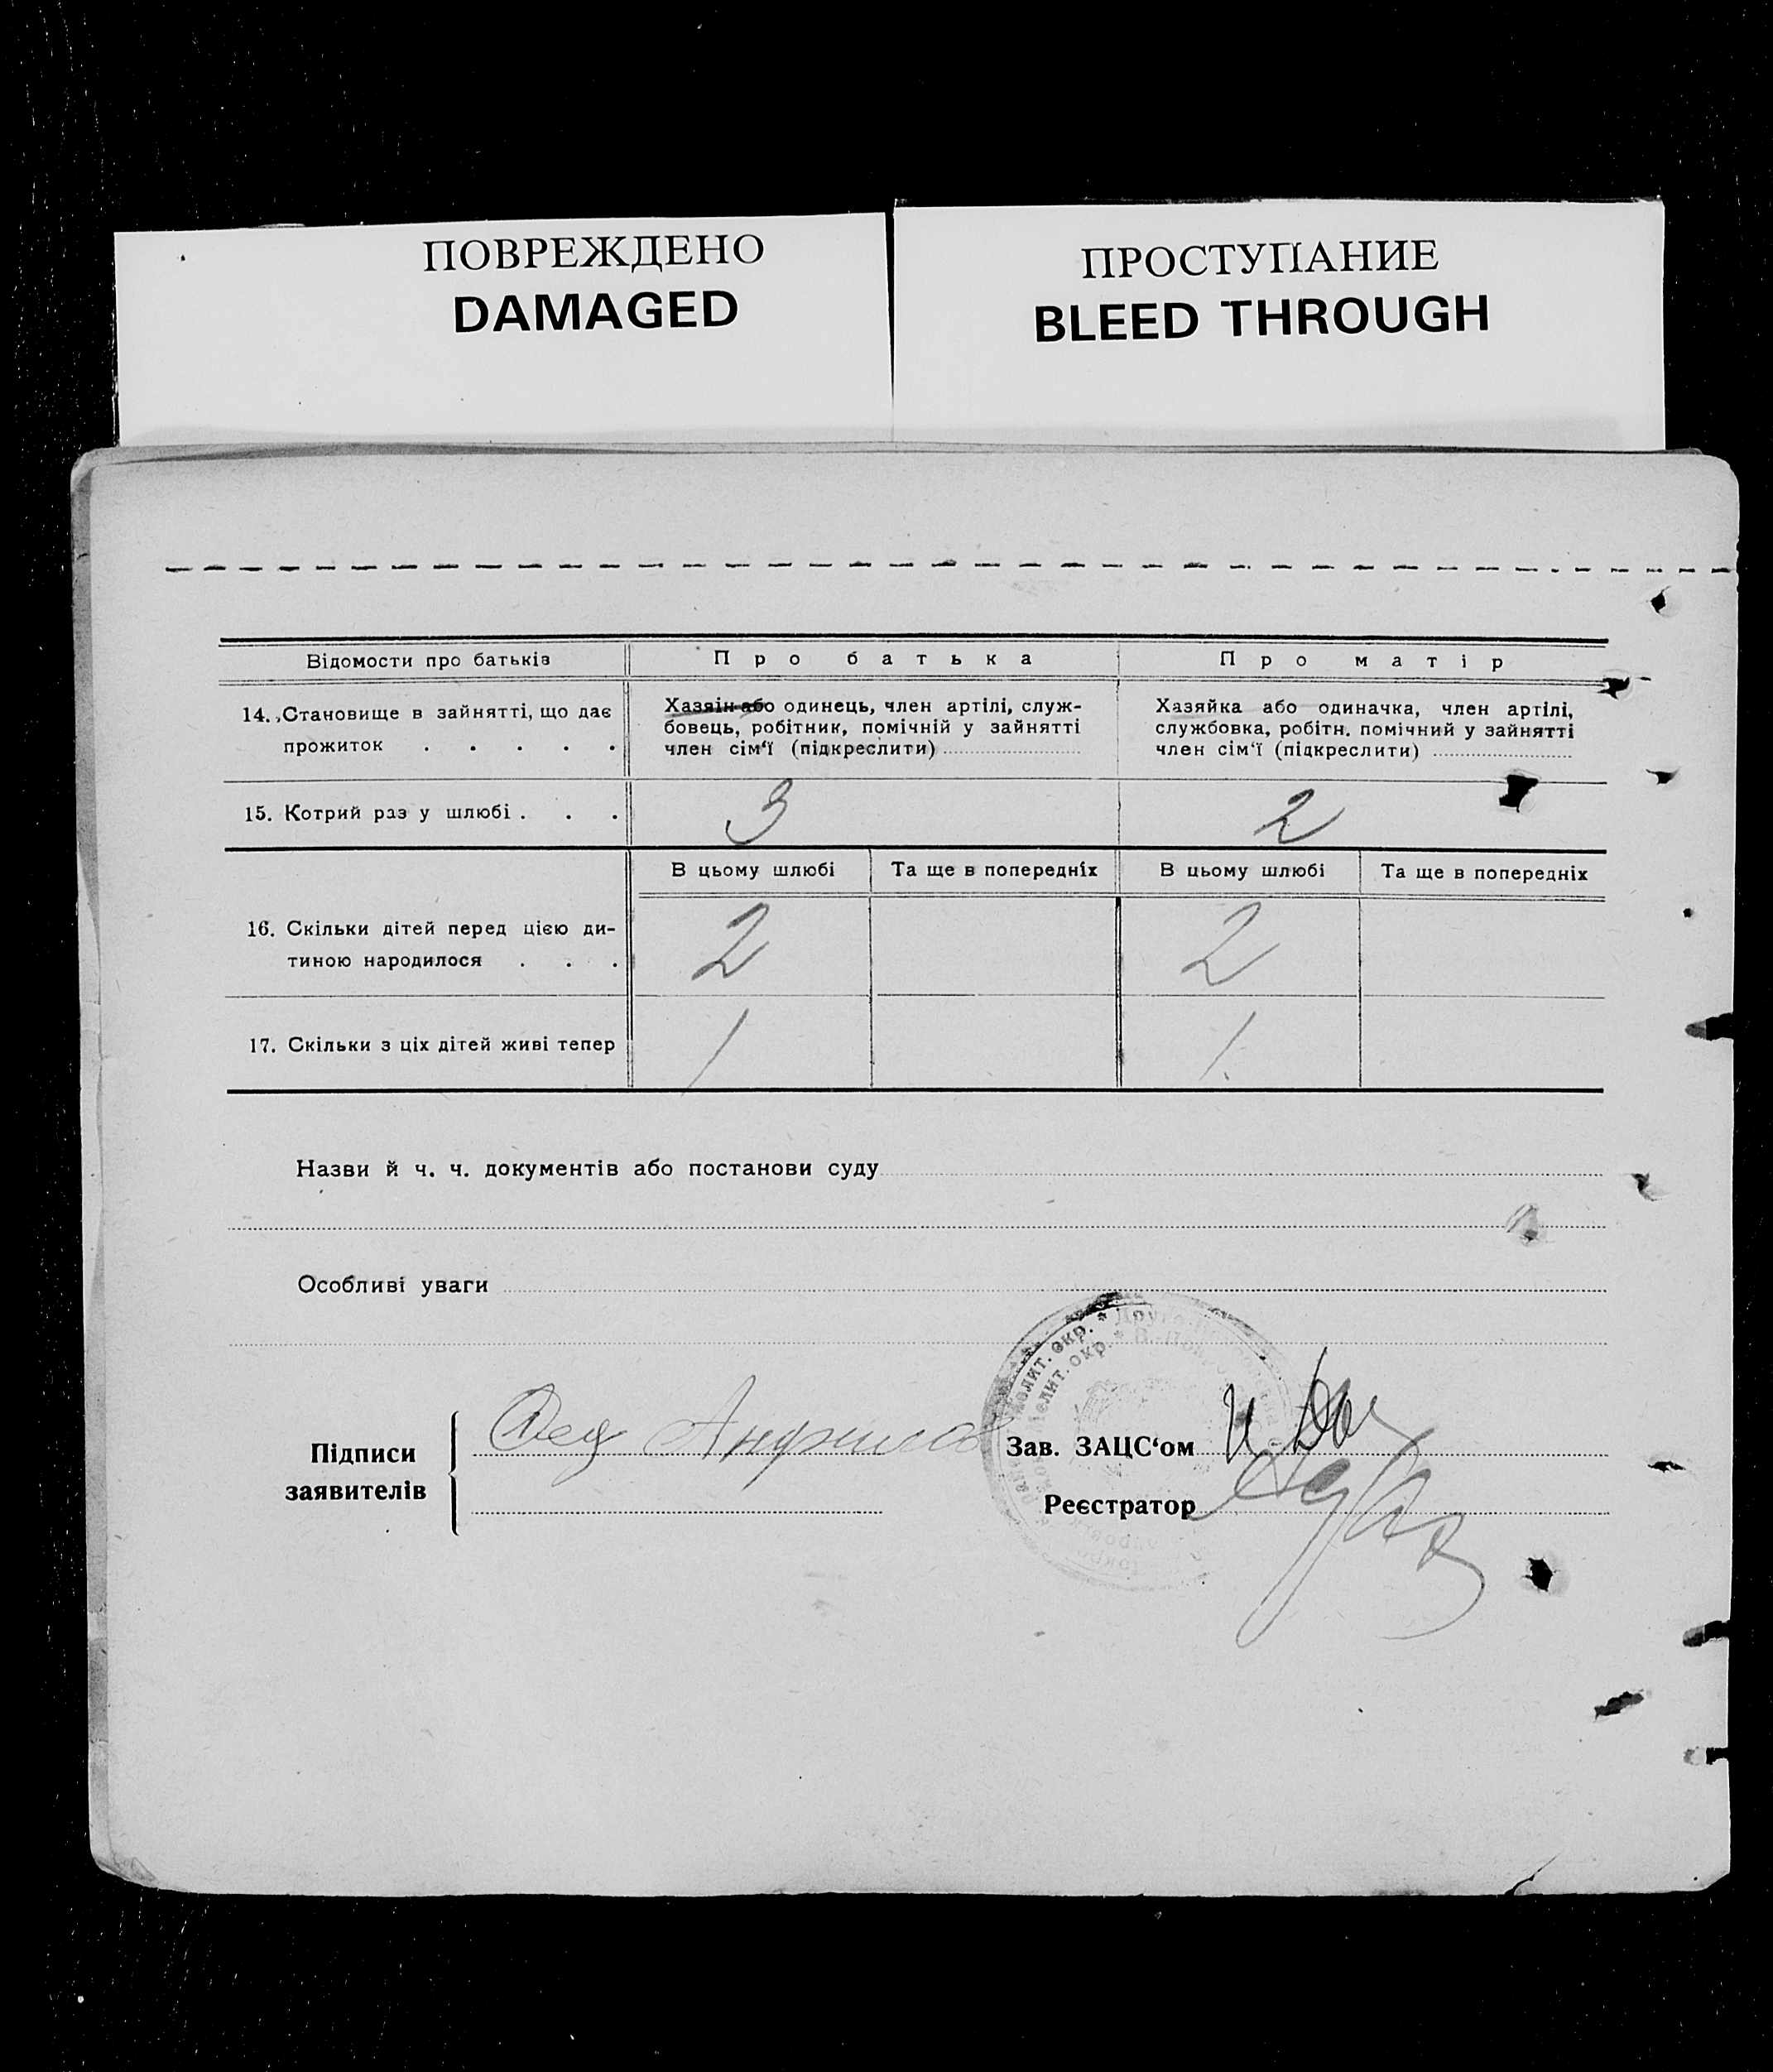 ПОВРЕЖДЕНО
DAMAGED
ПРОСТУПАНИЕ
BLEED THROUGH
Відомости про батьків
Про батька
Про матір
14. Становище в зайнятті, що дає
прожиток . . . . .
Хазяін або одинець, член артілі, служ-
бовець, робітник, помічній у зайнятті
член сім‘ї (підкреслити)
Хазяйка або одиначка, член артілі,
службовка, робітн. помічний у зайнятті
член сім‘ї (підкреслити)
15. Котрий раз у шлюбі . . .
3
2
В цьому шлюбі
Та ще в попередніх
В цьому шлюбі
Та ще в попередніх
16. Скільки дітей перед цією ди-
тиною народилося . . .
2
2
17. Скільки з ціх дітей живі тепер
1
1
Назви й ч. ч. документів або постанови суду
Особливі уваги
Підписи
заявителів
Зав. ЗАЦС‘ом
Реєстратор